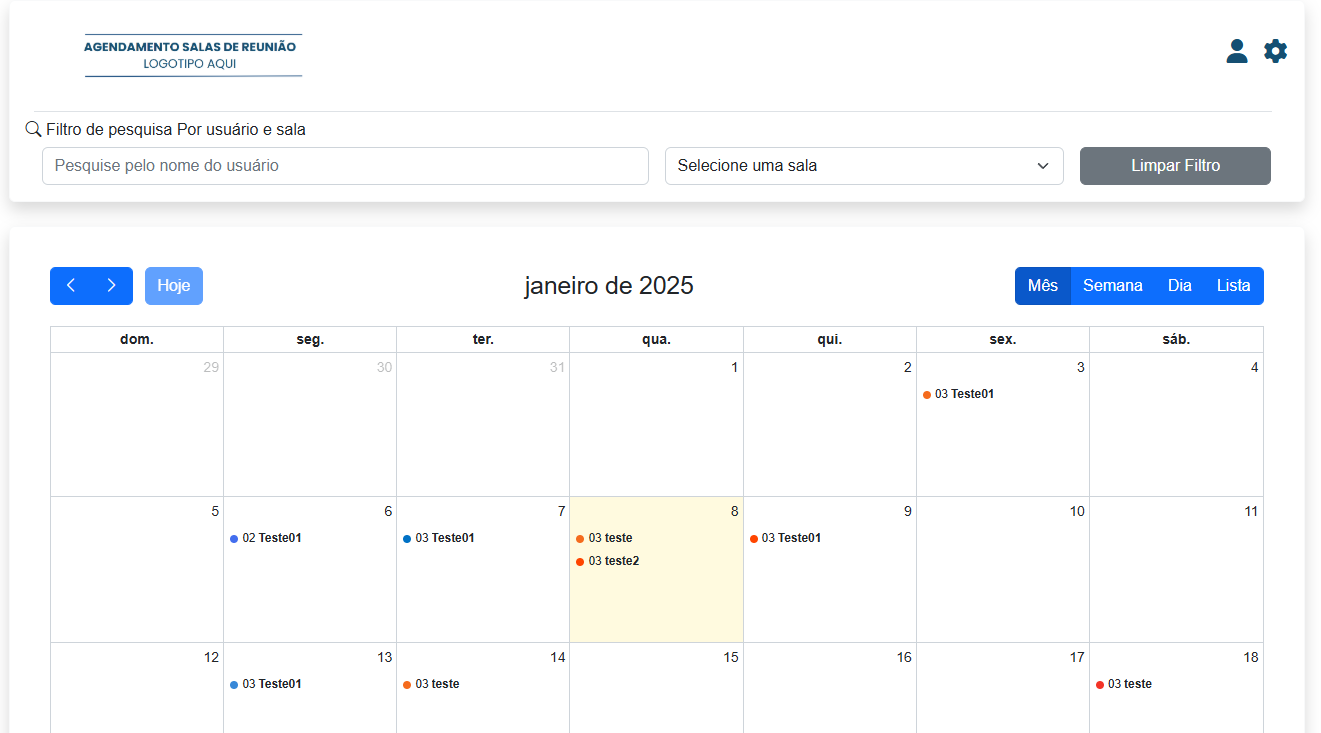 AGENDAMENTO SALAS DE REUNIÃO
LOGOTIPO AQUI
Filtro de pesquisa Por usuário e sala
Pesquise pelo nome do usuário
Selecione uma sala
Limpar Filtro
Hoje
janeiro de 2025
Mês Semana Dia Lista
dom. seg. ter. qua. qui. sex. sáb.
29 30 31 1 2 3 4
03 Teste01
5 6 7 8 9 10 11
02 Teste01 03 Teste01 03 teste 03 Teste01
03 teste2
12 13 14 15 16 17 18
03 Teste01 03 teste 03 teste